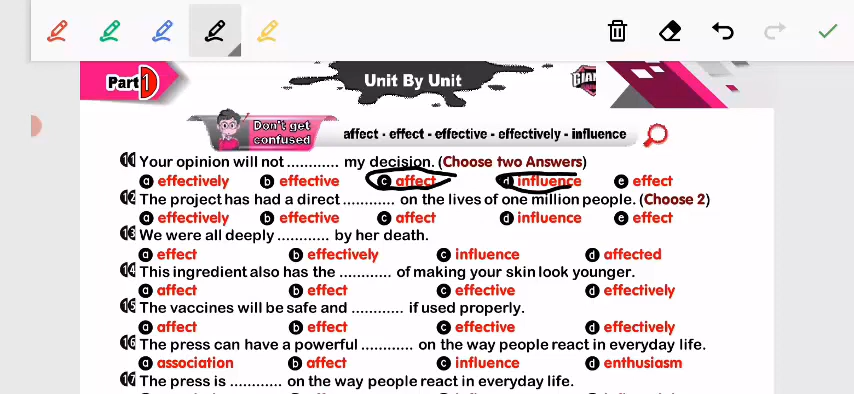 Part 1
Unit By Unit
GIAN
Don't get
confused
affect - effect - effective - effectively - influence
11 Your opinion will not ............ my decision. (Choose two Answers)
a effectively b effective c affect d influence e effect
12 The project has had a direct ............ on the lives of one million people. (Choose 2)
a effectively b effective c affect d influence e effect
13 We were all deeply ............ by her death.
a effect b effectively c influence d affected
14 This ingredient also has the ............ of making your skin look younger.
a affect b effect c effective d effectively
15 The vaccines will be safe and ............ if used properly.
a affect b effect c effective d effectively
16 The press can have a powerful ............ on the way people react in everyday life.
a association b affect c influence d enthusiasm
17 The press is ............ on the way people react in everyday life.